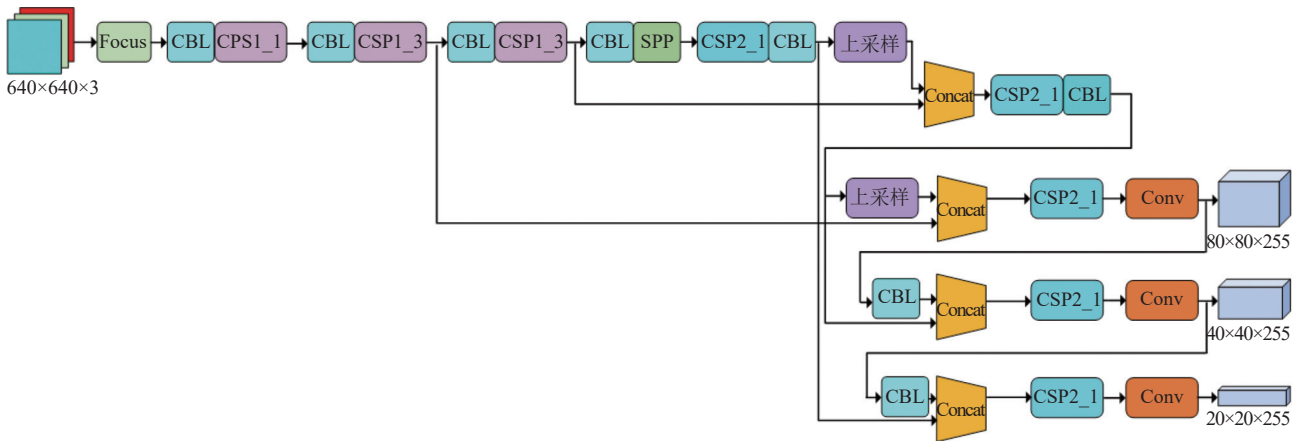 Focus
CBL
CPS1_1
CBL
CSP1_3
CBL
CSP1_3
CBL
SPP
CSP2_1
CBL
上采样
640×640×3
Concat
CSP2_1
CBL
上采样
Concat
CSP2_1
Conv
80×80×255
CBL
Concat
CSP2_1
Conv
40×40×255
CBL
Concat
CSP2_1
Conv
20×20×255